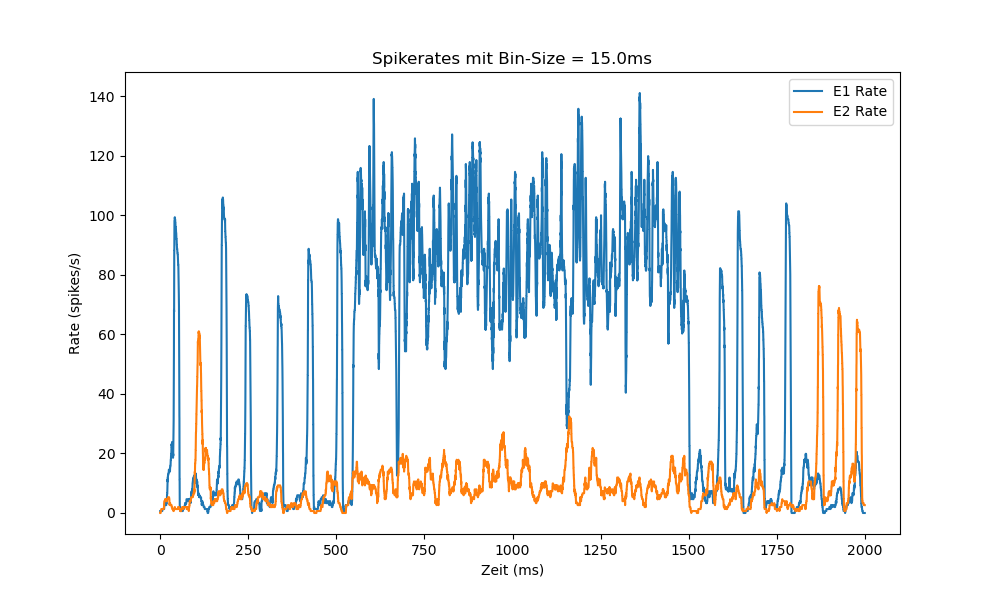 Spikerates mit Bin-Size = 15.0ms
E1 Rate
E2 Rate
140
120
100
80
60
40
20
0
Rate (spikes/s)
0 250 500 750 1000 1250 1500 1750 2000
Zeit (ms)